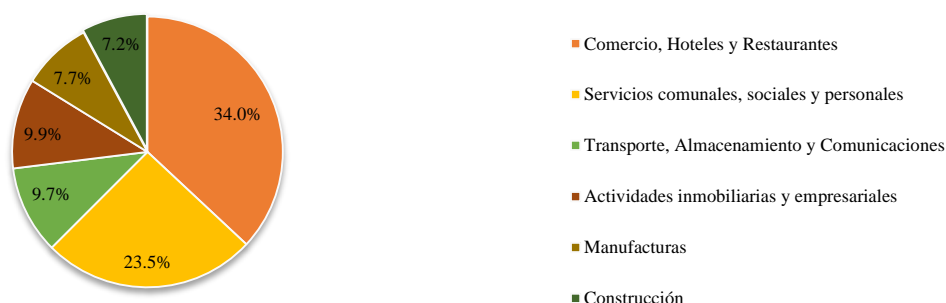 7.2%
7.7%
34.0%
9.9%
9.7%
23.5%
Comercio, Hoteles y Restaurantes
Servicios comunales, sociales y personales
Transporte, Almacenamiento y Comunicaciones
Actividades inmobiliarias y empresariales
Manufacturas
Construcción